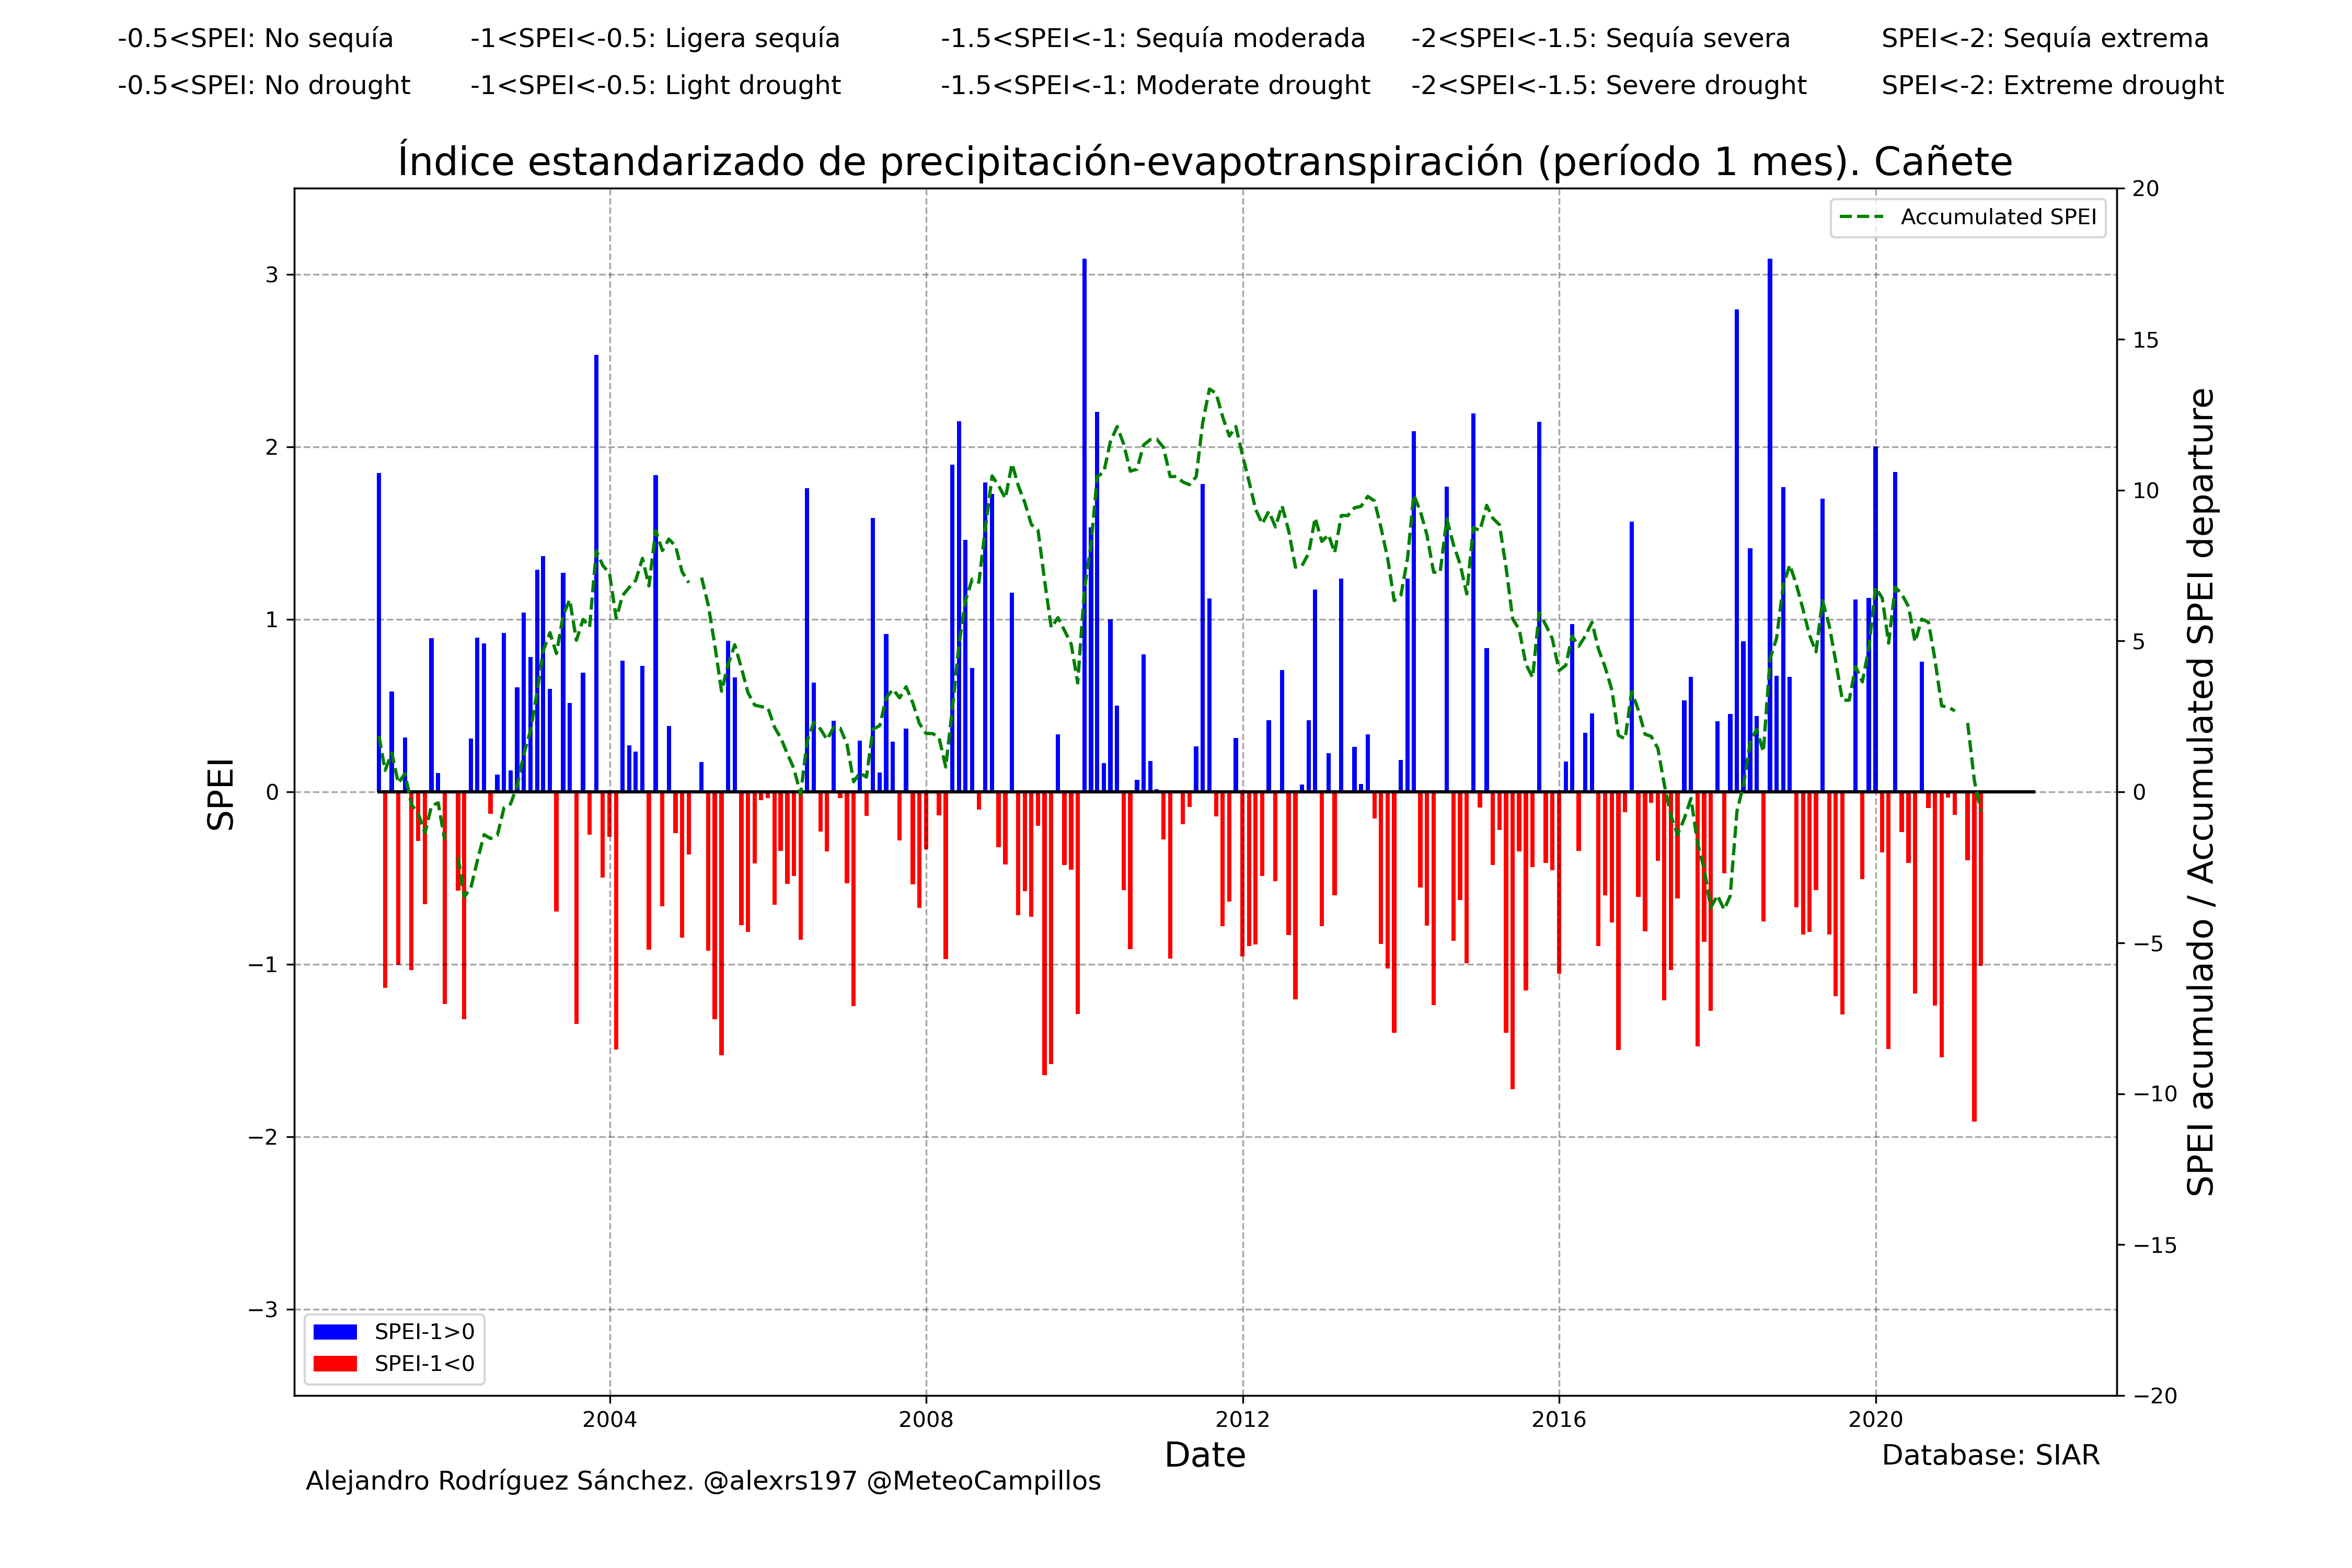 -0.5<SPEI: No sequía -1<SPEI<-0.5: Ligera sequía -1.5<SPEI<-1: Sequía moderada -2<SPEI<-1.5: Sequía severa SPEI<-2: Sequía extrema
-0.5<SPEI: No drought -1<SPEI<-0.5: Light drought -1.5<SPEI<-1: Moderate drought -2<SPEI<-1.5: Severe drought SPEI<-2: Extreme drought
Índice estandarizado de precipitación-evapotranspiración (período 1 mes). Cañete
Accumulated SPEI
SPEI
3
2
1
0
−1
−2
−3
20
15
10
5
0
−5
−10
−15
−20
SPEI acumulado / Accumulated SPEI departure
SPEI-1>0
SPEI-1<0
2004 2008 2012 2016 2020
Date
Database: SIAR
Alejandro Rodríguez Sánchez. @alexrs197 @MeteoCampillos